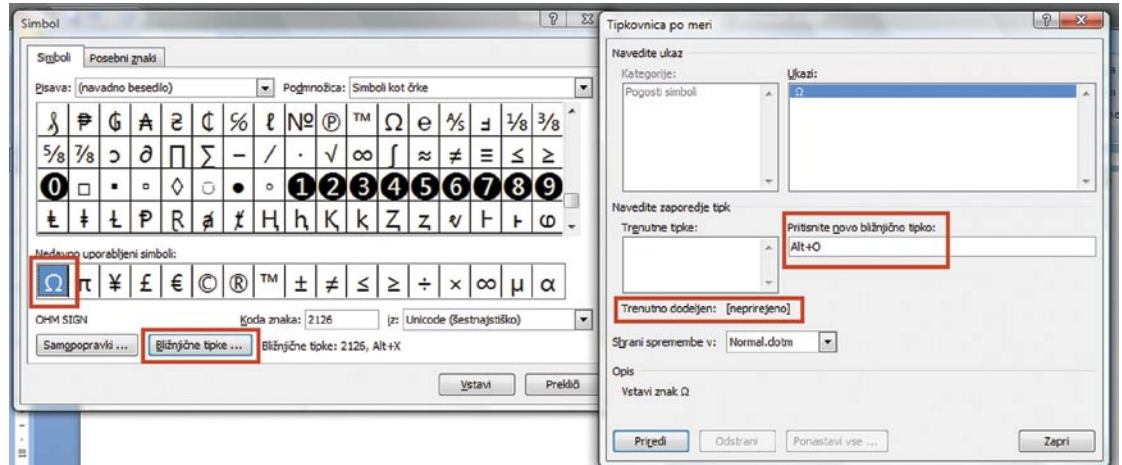 Simbol
Simboli Posebni znaki
Pisava: (navadno besedilo) Podmnožica: Simboli kot črke
₰ ₱ ₲ ₳ ₴ ₵ ℅ ℓ № ℗ ™ Ω ℮ ⅍ ⅎ ⅛ ⅜
⅝ ⅞ ↄ ∂ ∏ ∑ − ∕ ∙ √ ∞ ∫ ≈ ≠ ≡ ≤ ≥
⓿ □ ▪ ▫ ◊ ◌ ● ◦ ❶ ❷ ❸ ❹ ❺ ❻ ❼ ❽ ❾
Ɽ Ⱨ ⱨ Ⱪ ⱪ Ⱬ ⱬ
Nedavno uporabljeni simboli:
Ω π ¥ £ € © ® ™ ± ≠ ≤ ≥ ÷ × ∞ µ α
OHM SIGN Koda znaka: 2126 iz: Unicode (šestnajstiško)
Samopopravki ... Bližnjične tipke ... Bližnjične tipke: 2126, Alt+X
Vstavi Prekliči
Tipkovnica po meri
Navedite ukaz
Kategorije: Ukazi:
Pogosti simboli Ω
Navedite zaporedje tipk
Trenutne tipke: Pritisnite novo bližnjično tipko:
Alt+O
Trenutno dodeljen: [neprirejeno]
Shrani spremembe v: Normal.dotm
Opis
Vstavi znak Ω
Priredi Odstrani Ponastavi vse ... Zapri